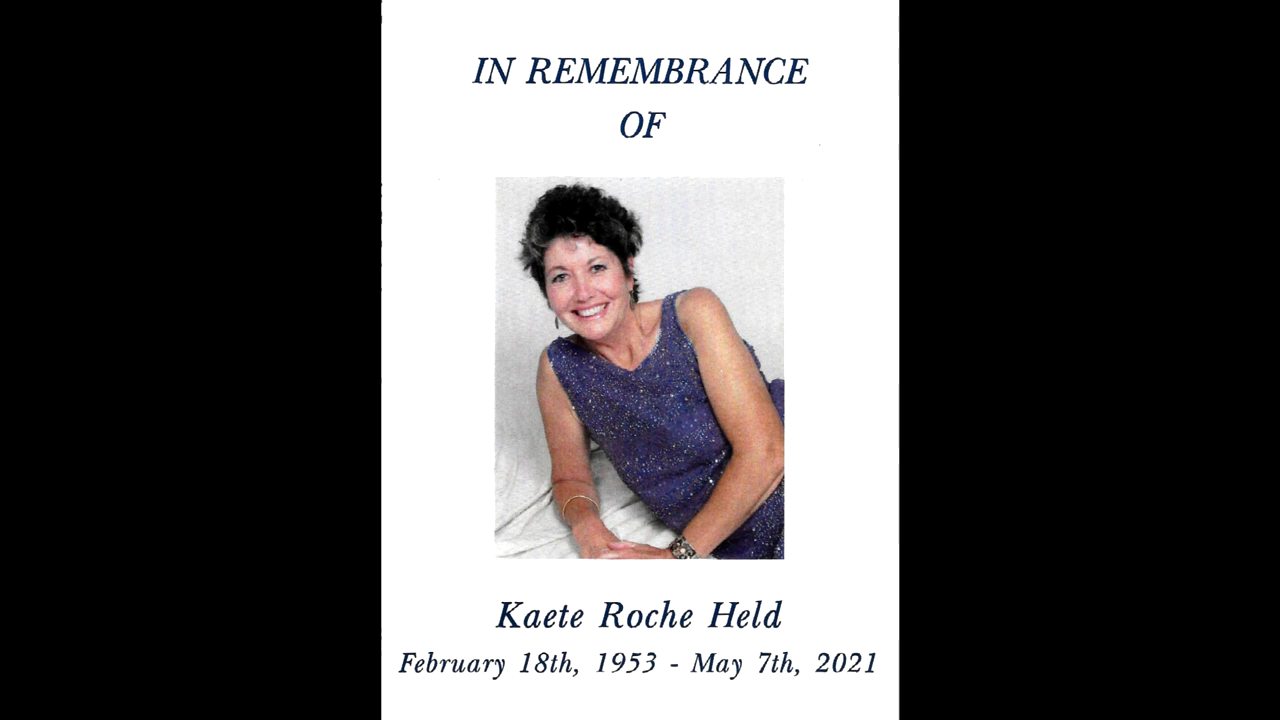 IN REMEMBRANCE
OF
Kaete Roche Held
February 18th, 1953 - May 7th, 2021